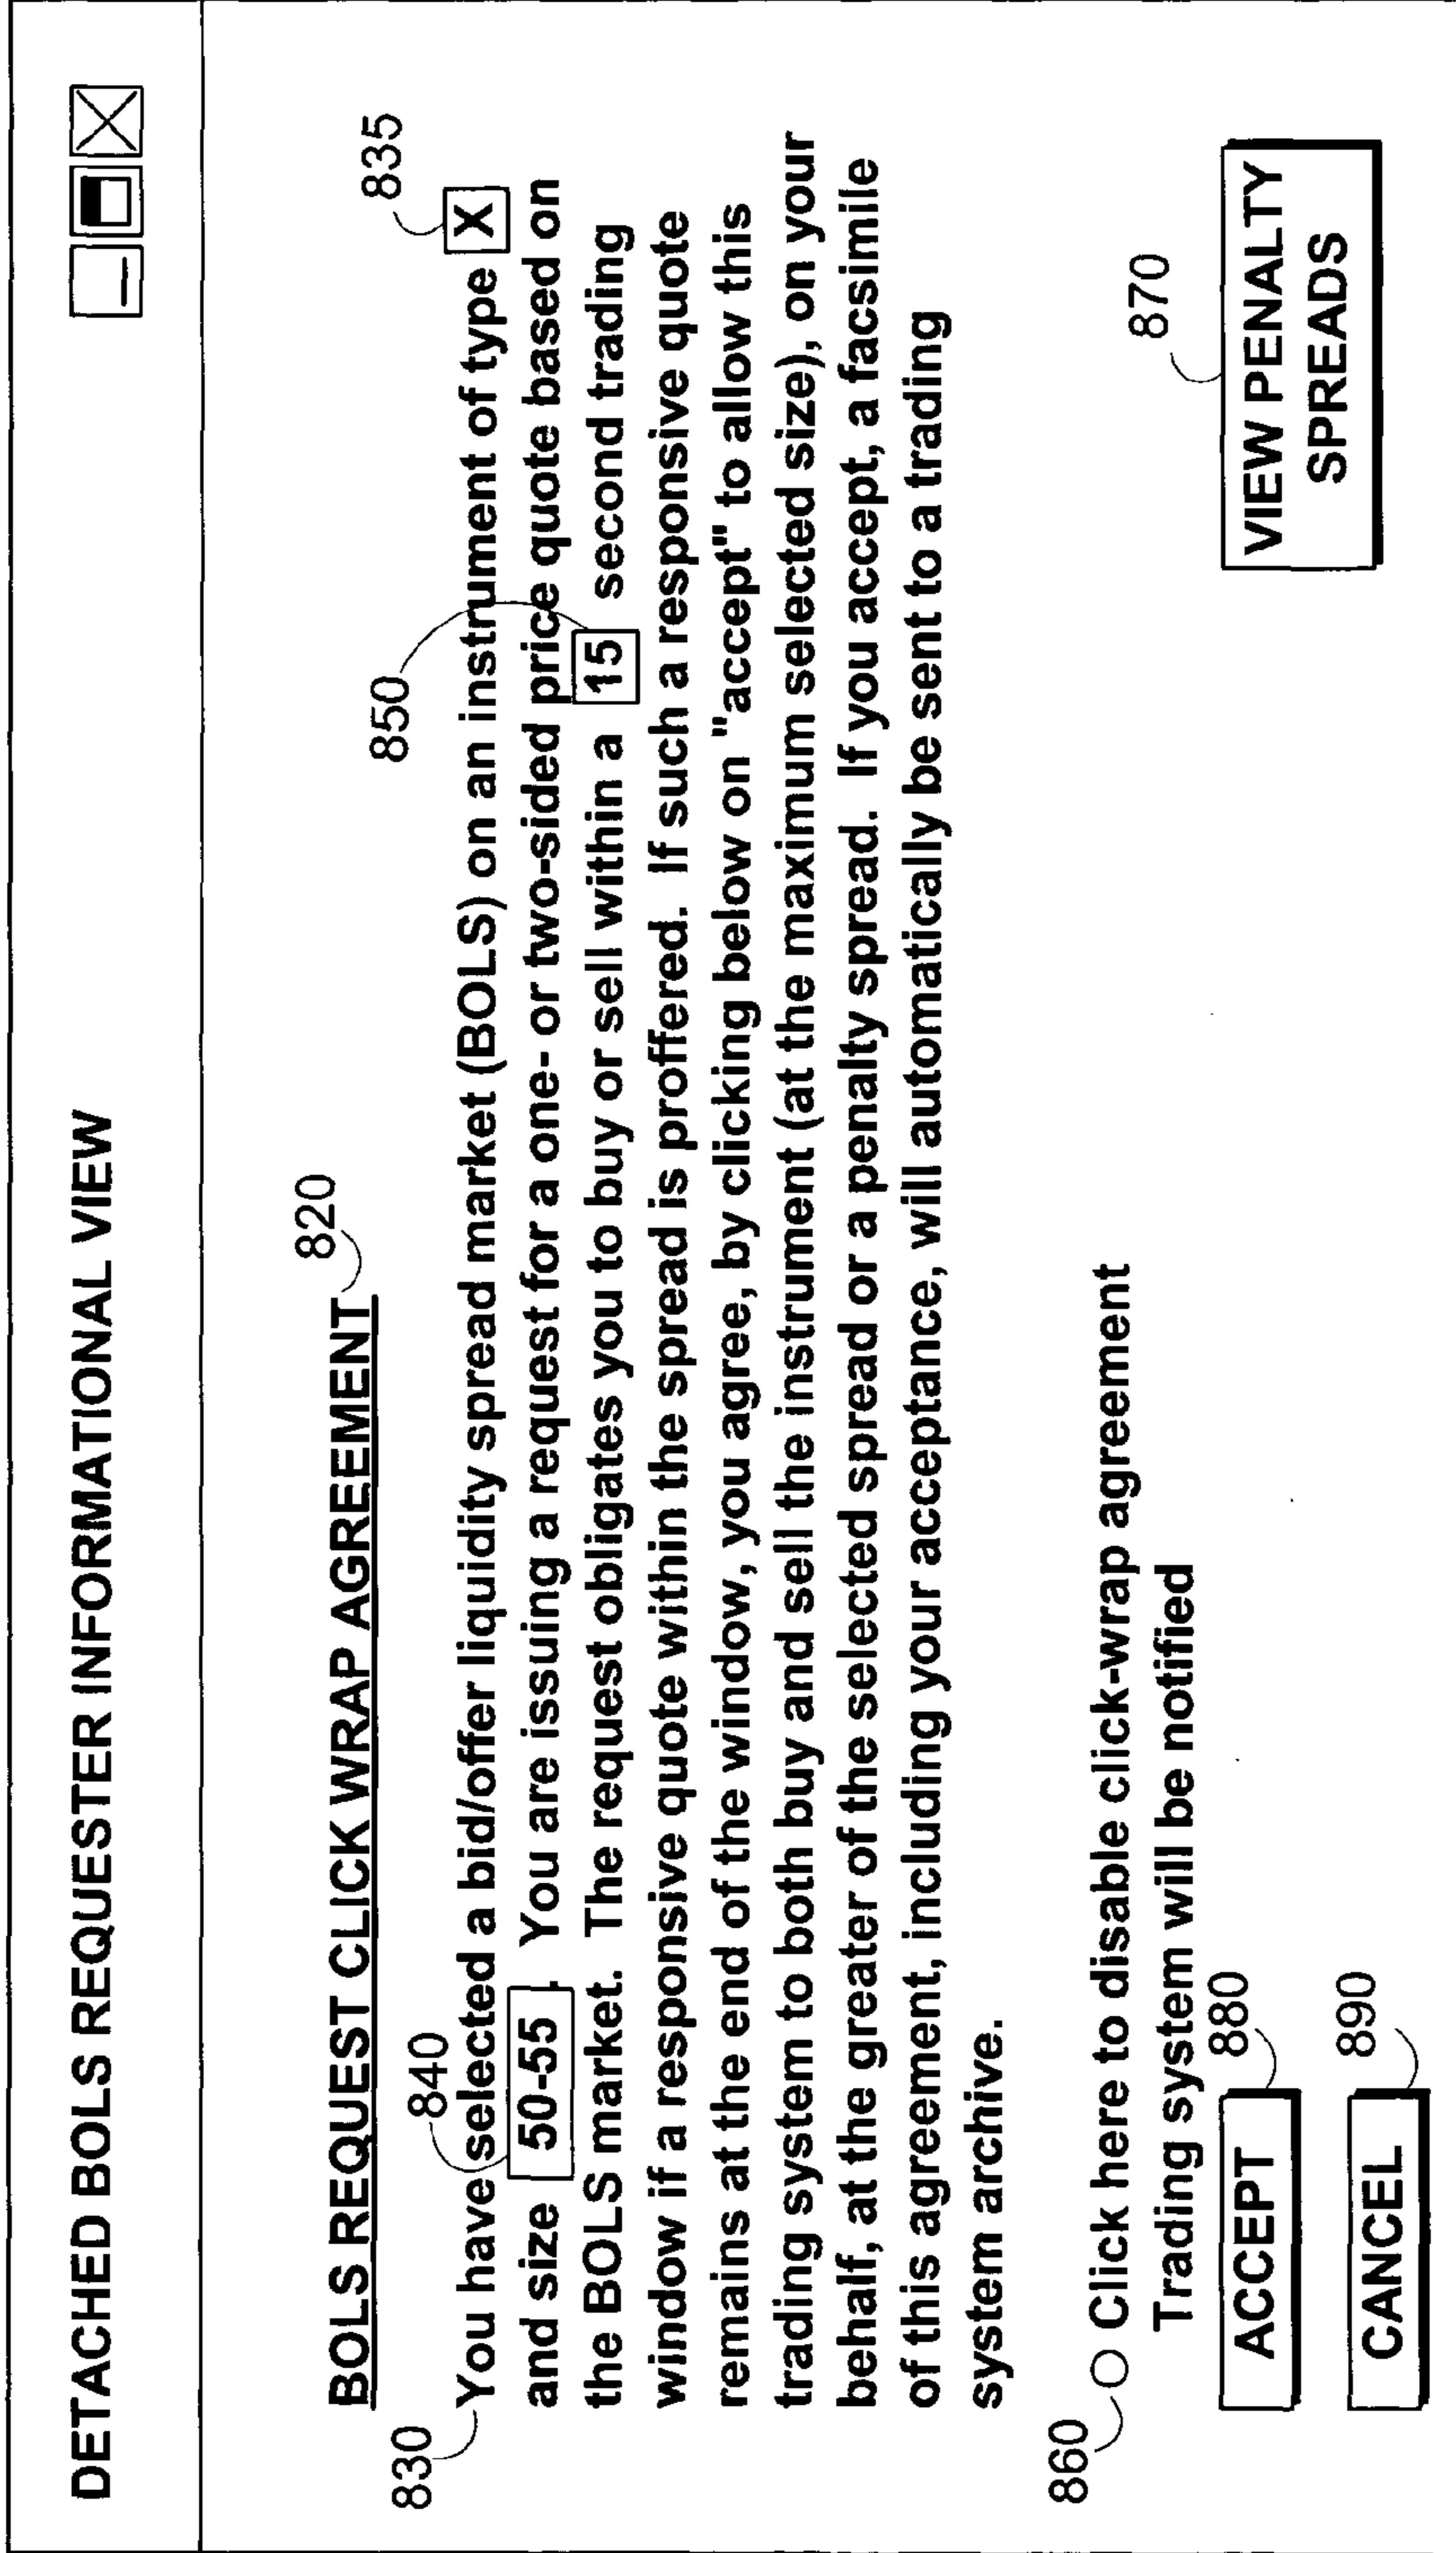 DETACHED BOLS REQUESTER INFORMATIONAL VIEW
BOLS REQUEST CLICK WRAP AGREEMENT 820
830 840 850 835
You have selected a bid/offer liquidity spread market (BOLS) on an instrument of type X
and size 50-55 . You are issuing a request for a one- or two-sided price quote based on
the BOLS market. The request obligates you to buy or sell within a 15 second trading
window if a responsive quote within the spread is proffered. If such a responsive quote
remains at the end of the window, you agree, by clicking below on "accept" to allow this
trading system to both buy and sell the instrument (at the maximum selected size), on your
behalf, at the greater of the selected spread or a penalty spread. If you accept, a facsimile
of this agreement, including your acceptance, will automatically be sent to a trading
system archive.
860 Click here to disable click-wrap agreement
Trading system will be notified
ACCEPT 880
CANCEL 890
870
VIEW PENALTY
SPREADS